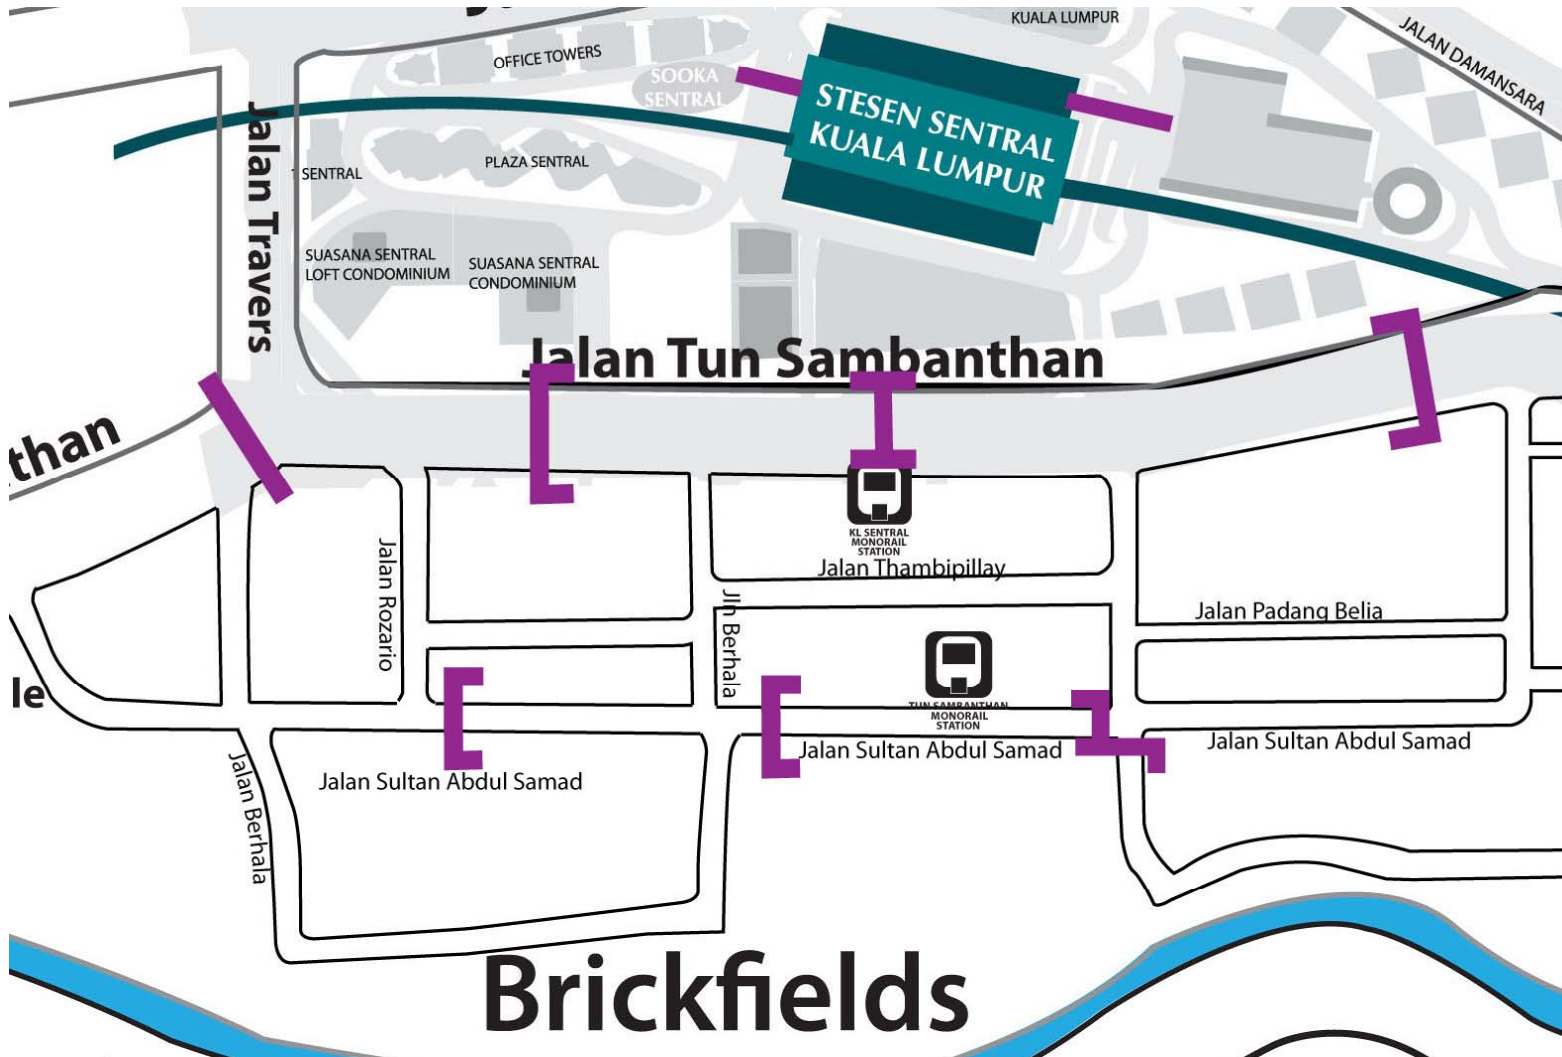 KUALA LUMPUR
JALAN DAMANSARA
OFFICE TOWERS
SOOKA
SENTRAL
STESEN SENTRAL
KUALA LUMPUR
Jalan Travers
PLAZA SENTRAL
SENTRAL
SUASANA SENTRAL
LOFT CONDOMINIUM
SUASANA SENTRAL
CONDOMINIUM
Jalan Tun Sambanthan
than
KL SENTRAL
MONORAIL
STATION
Jalan Thambipillay
Jalan Rozario
Jln Berhala
Jalan Padang Belia
le
TUN SAMBANTHAN
MONORAIL
STATION
Jalan Sultan Abdul Samad
Jalan Sultan Abdul Samad
Jalan Sultan Abdul Samad
Jalan Berhala
Brickfields